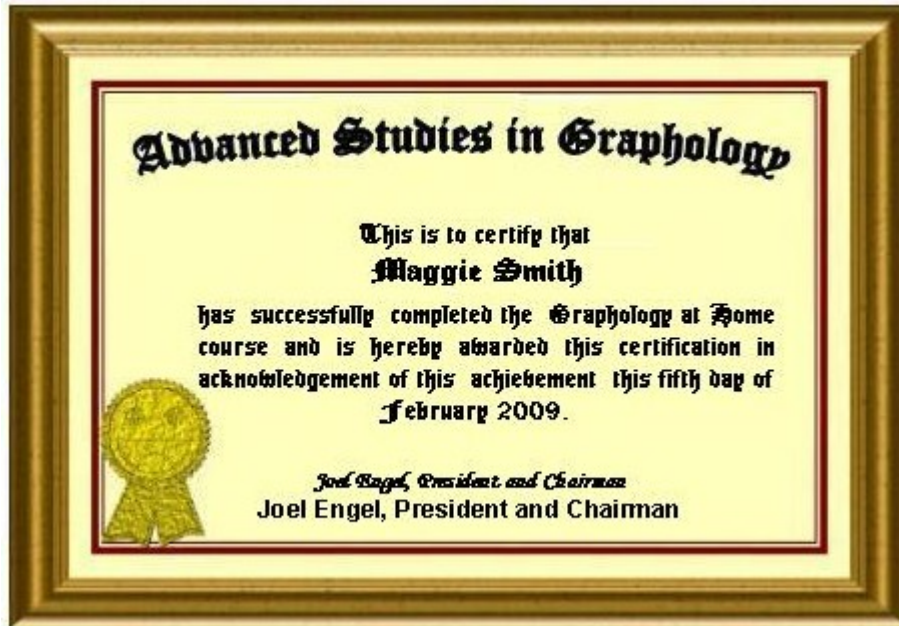 Advanced Studies in Graphology
This is to certify that
Maggie Smith
has successfully completed the Graphology at Home
course and is hereby awarded this certification in
acknowledgement of this achievement this fifth day of
February 2009.
Joel Engel, President and Chairman
Joel Engel, President and Chairman